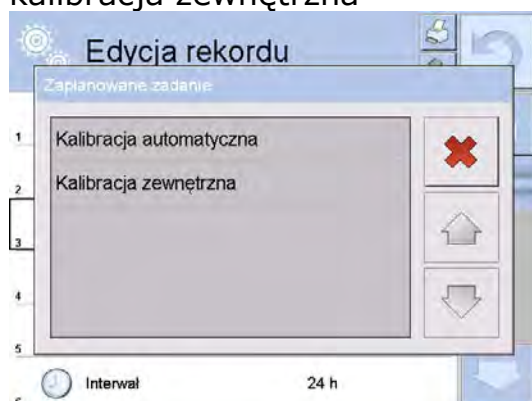 kalibracja zewnętrzna
Edycja rekordu
Zaplanowane zadanie
1
Kalibracja automatyczna
2
Kalibracja zewnętrzna
3
4
5
Interwał 24 h